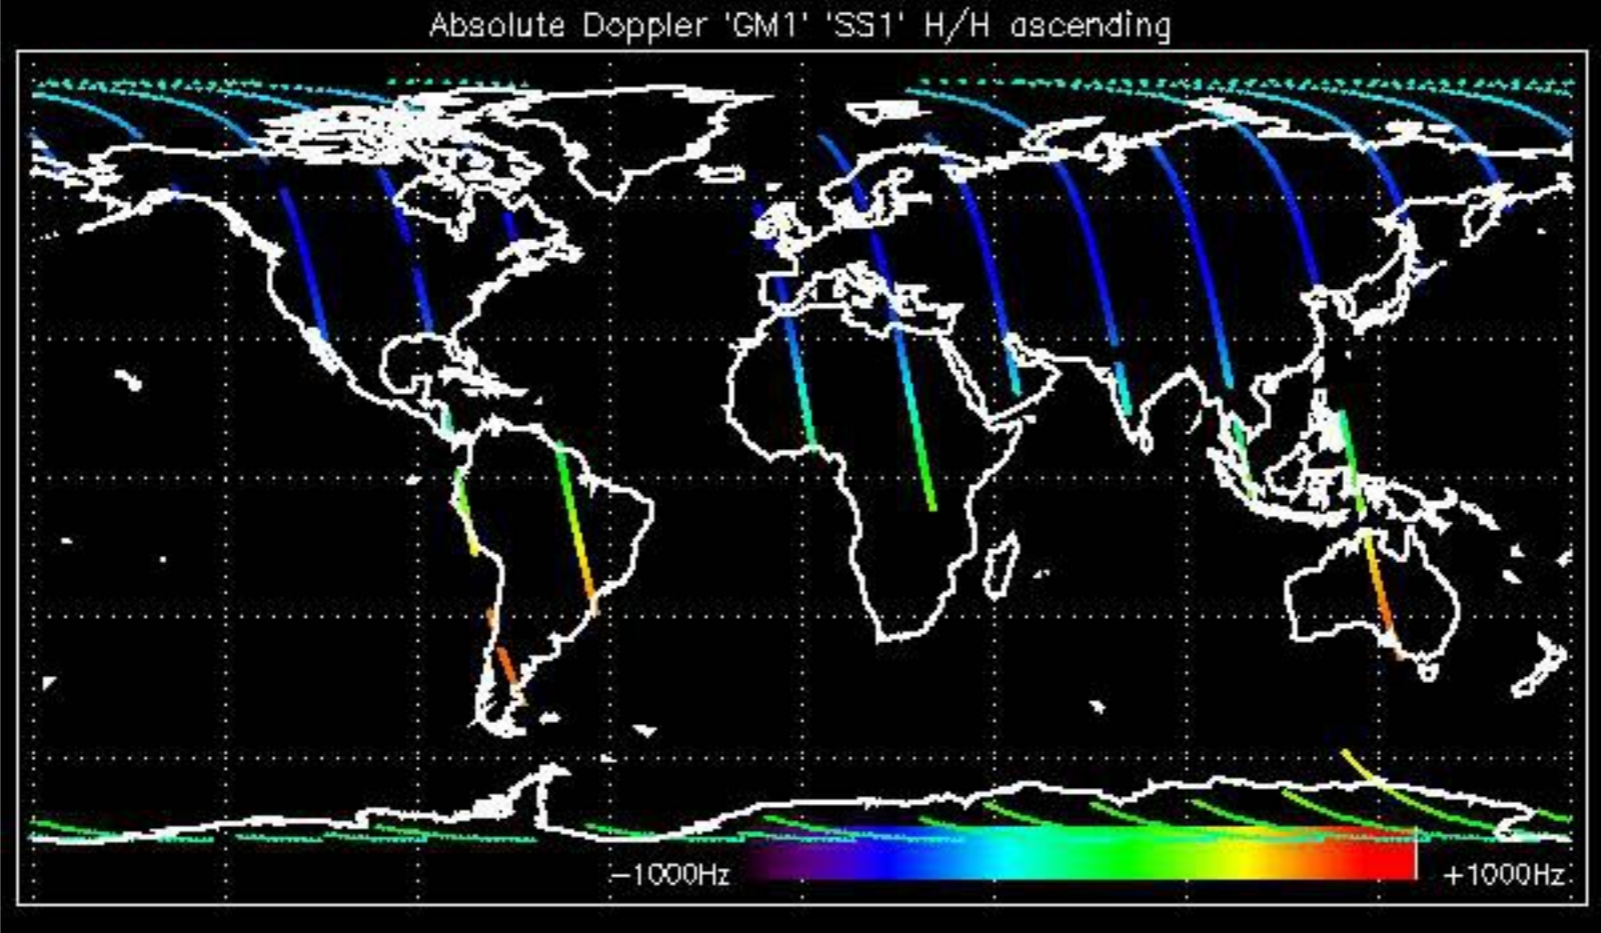 Absolute Doppler 'GM1' 'SS1' H/H ascending
−1000Hz +1000Hz